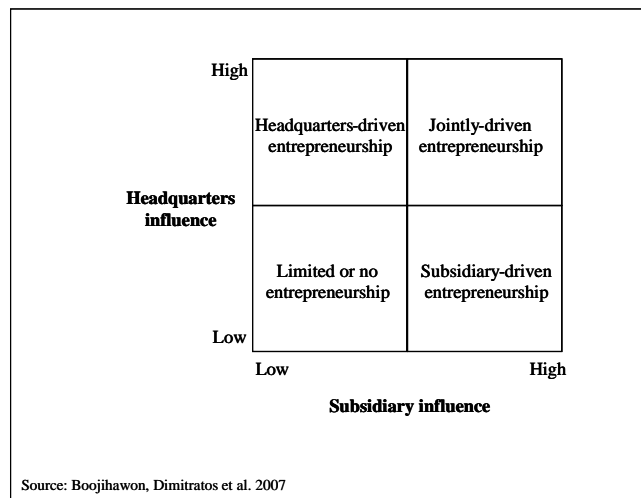 High
Headquarters-driven
entrepreneurship
Jointly-driven
entrepreneurship
Headquarters
influence
Limited or no
entrepreneurship
Subsidiary-driven
entrepreneurship
Low
Low
High
Subsidiary influence
Source: Boojihawon, Dimitratos et al. 2007